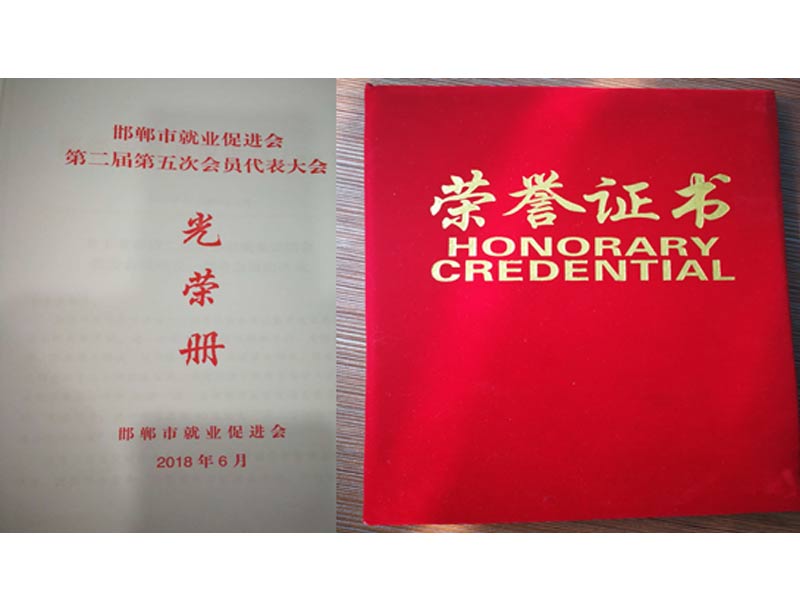 邯郸市就业促进会
第二届第五次会员代表大会
光
荣
册
邯郸市就业促进会
2018年6月
荣誉证书
HONORARY
CREDENTIAL